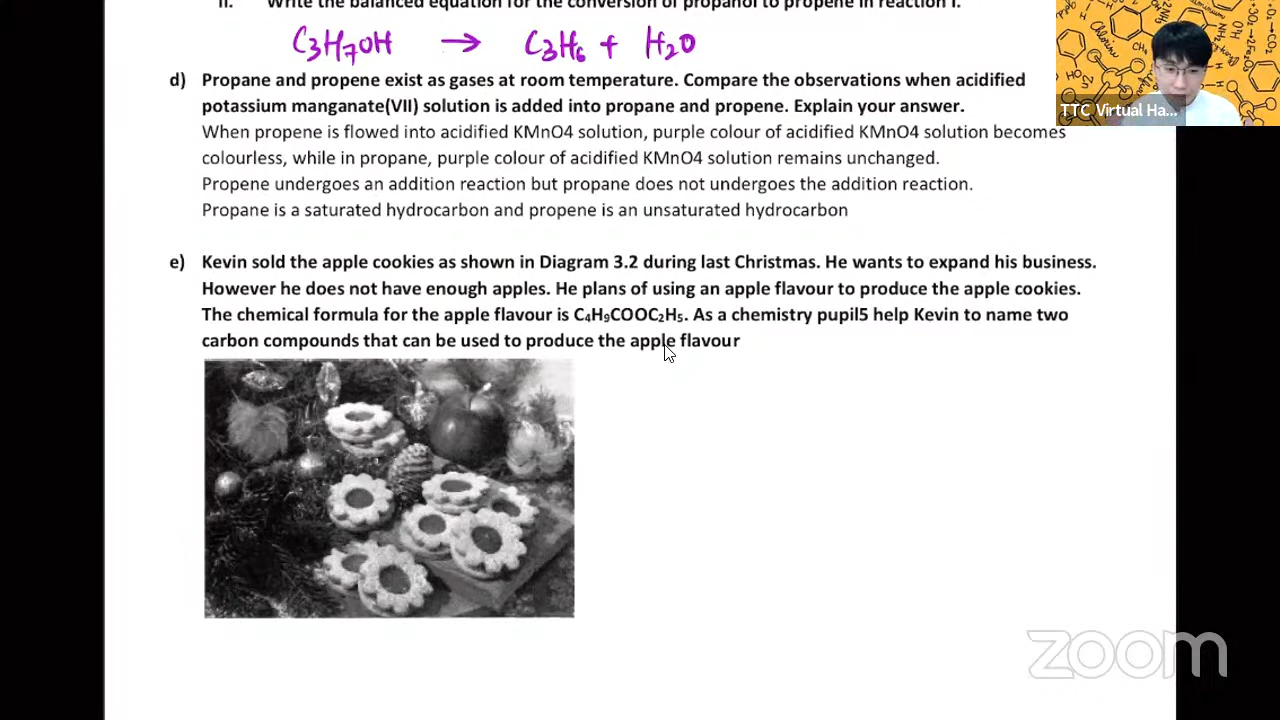 ii. Write the balanced equation for the conversion of propanol to propene in reaction I.
C₃H₇OH → C₃H₆ + H₂O
d) Propane and propene exist as gases at room temperature. Compare the observations when acidified
potassium manganate(VII) solution is added into propane and propene. Explain your answer.
When propene is flowed into acidified KMnO4 solution, purple colour of acidified KMnO4 solution becomes
colourless, while in propane, purple colour of acidified KMnO4 solution remains unchanged.
Propene undergoes an addition reaction but propane does not undergoes the addition reaction.
Propane is a saturated hydrocarbon and propene is an unsaturated hydrocarbon
e) Kevin sold the apple cookies as shown in Diagram 3.2 during last Christmas. He wants to expand his business.
However he does not have enough apples. He plans of using an apple flavour to produce the apple cookies.
The chemical formula for the apple flavour is C₄H₉COOC₂H₅. As a chemistry pupil5 help Kevin to name two
carbon compounds that can be used to produce the apple flavour
TTC Virtual Ha...
Chlorine
zoom